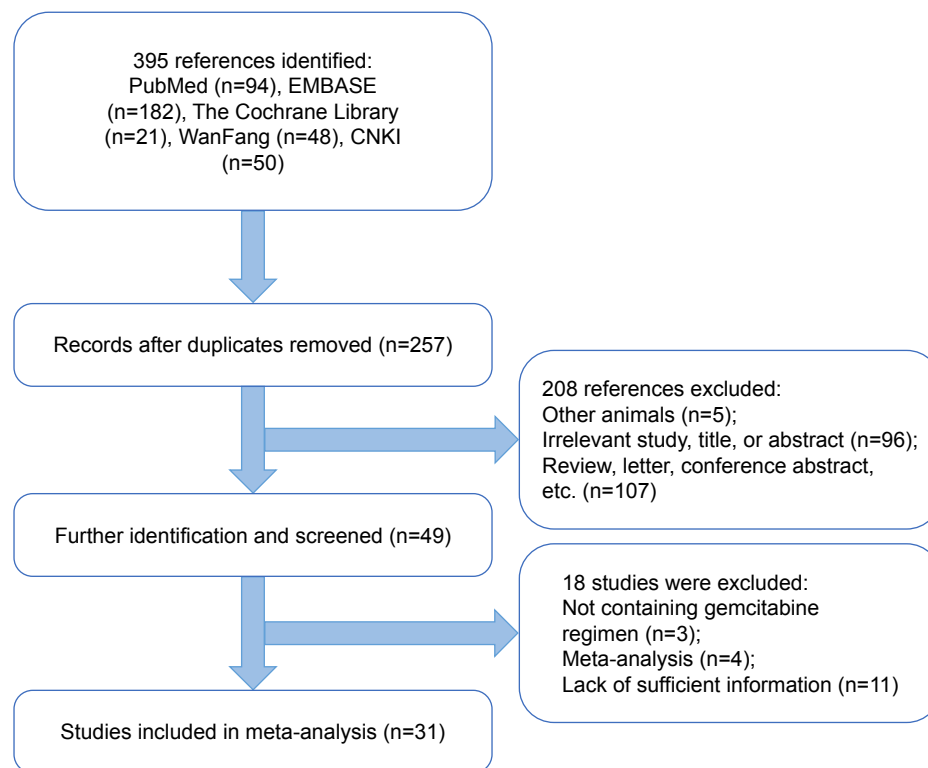 395 references identified:
PubMed (n=94), EMBASE
(n=182), The Cochrane Library
(n=21), WanFang (n=48), CNKI
(n=50)
Records after duplicates removed (n=257)
208 references excluded:
Other animals (n=5);
Irrelevant study, title, or abstract (n=96);
Review, letter, conference abstract,
etc. (n=107)
Further identification and screened (n=49)
18 studies were excluded:
Not containing gemcitabine
regimen (n=3);
Meta-analysis (n=4);
Lack of sufficient information (n=11)
Studies included in meta-analysis (n=31)